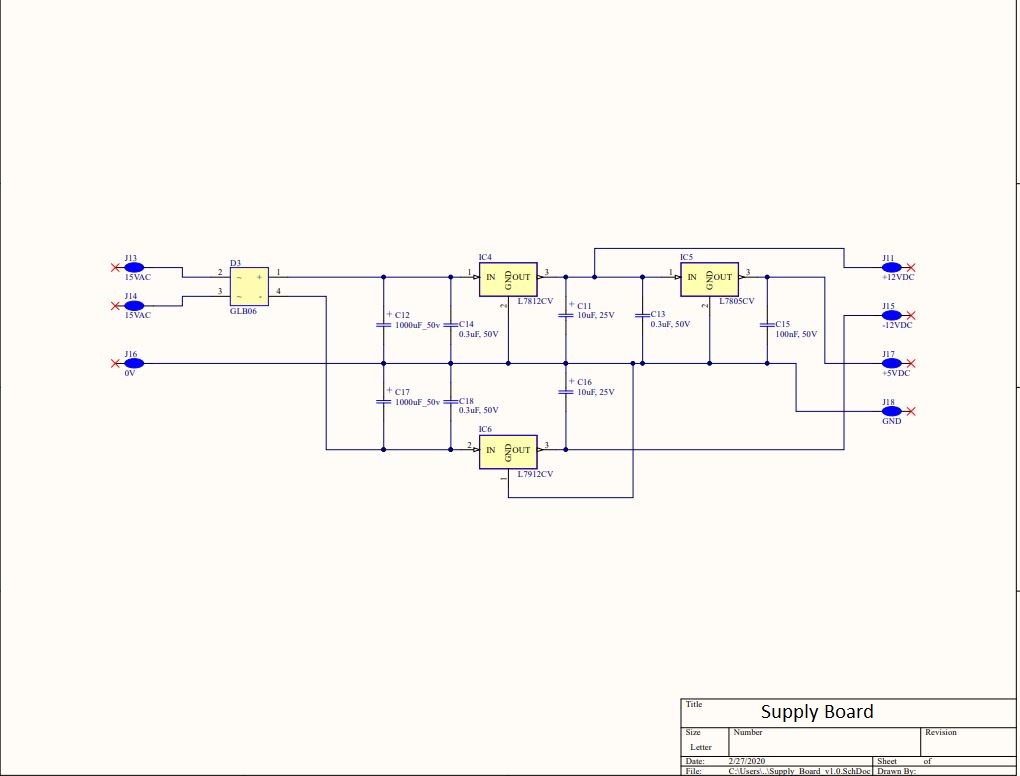 J13
15VAC
J14
15VAC
J16
0V
D3
2 ~ + 1
3 ~ - 4
GLB06
+ C12
1000uF_50v
C14
0.3uF, 50V
IC4
1 IN GND OUT 3
2
L7812CV
+ C11
10uF, 25V
C13
0.3uF, 50V
IC5
1 IN GND OUT 3
2
L7805CV
C15
100nF, 50V
+ C17
1000uF_50v
C18
0.3uF, 50V
+ C16
10uF, 25V
IC6
2 IN GND OUT 3
1
L7912CV
J11
+12VDC
J15
-12VDC
J17
+5VDC
J18
GND
Title
Supply Board
Size Number Revision
Letter
Date: 2/27/2020 Sheet of
File: C:\Users\..\Supply_Board_v1.0.SchDoc Drawn By: